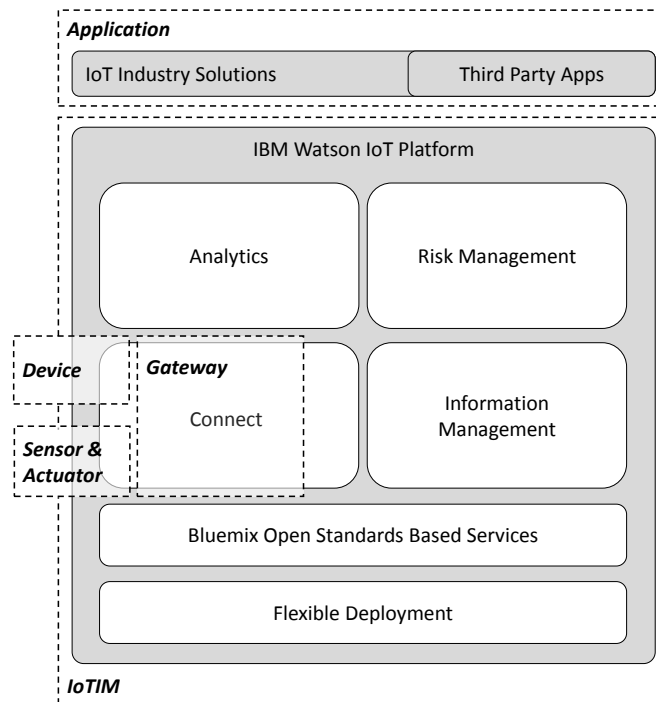 Application
IoT Industry Solutions
Third Party Apps
IBM Watson IoT Platform
Analytics
Risk Management
Device
Gateway
Connect
Information
Management
Sensor &
Actuator
Bluemix Open Standards Based Services
Flexible Deployment
IoTIM